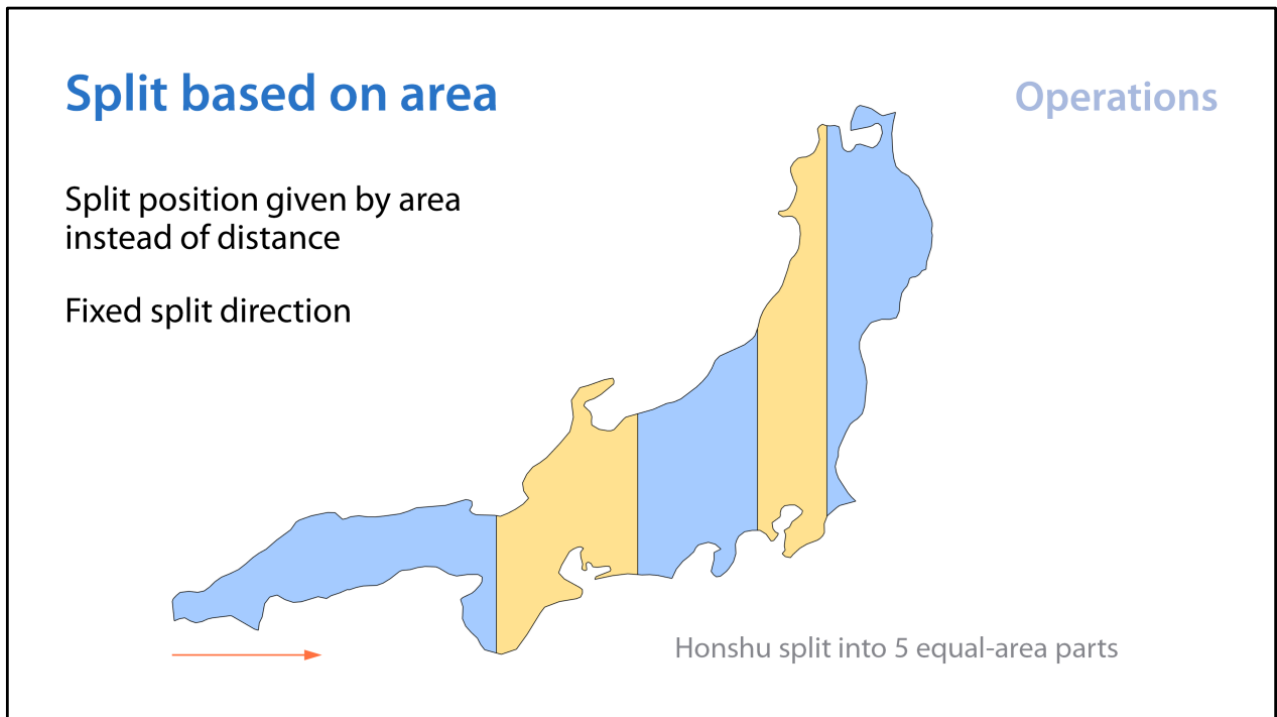 Split based on area
Operations
Split position given by area
instead of distance
Fixed split direction
Honshu split into 5 equal-area parts